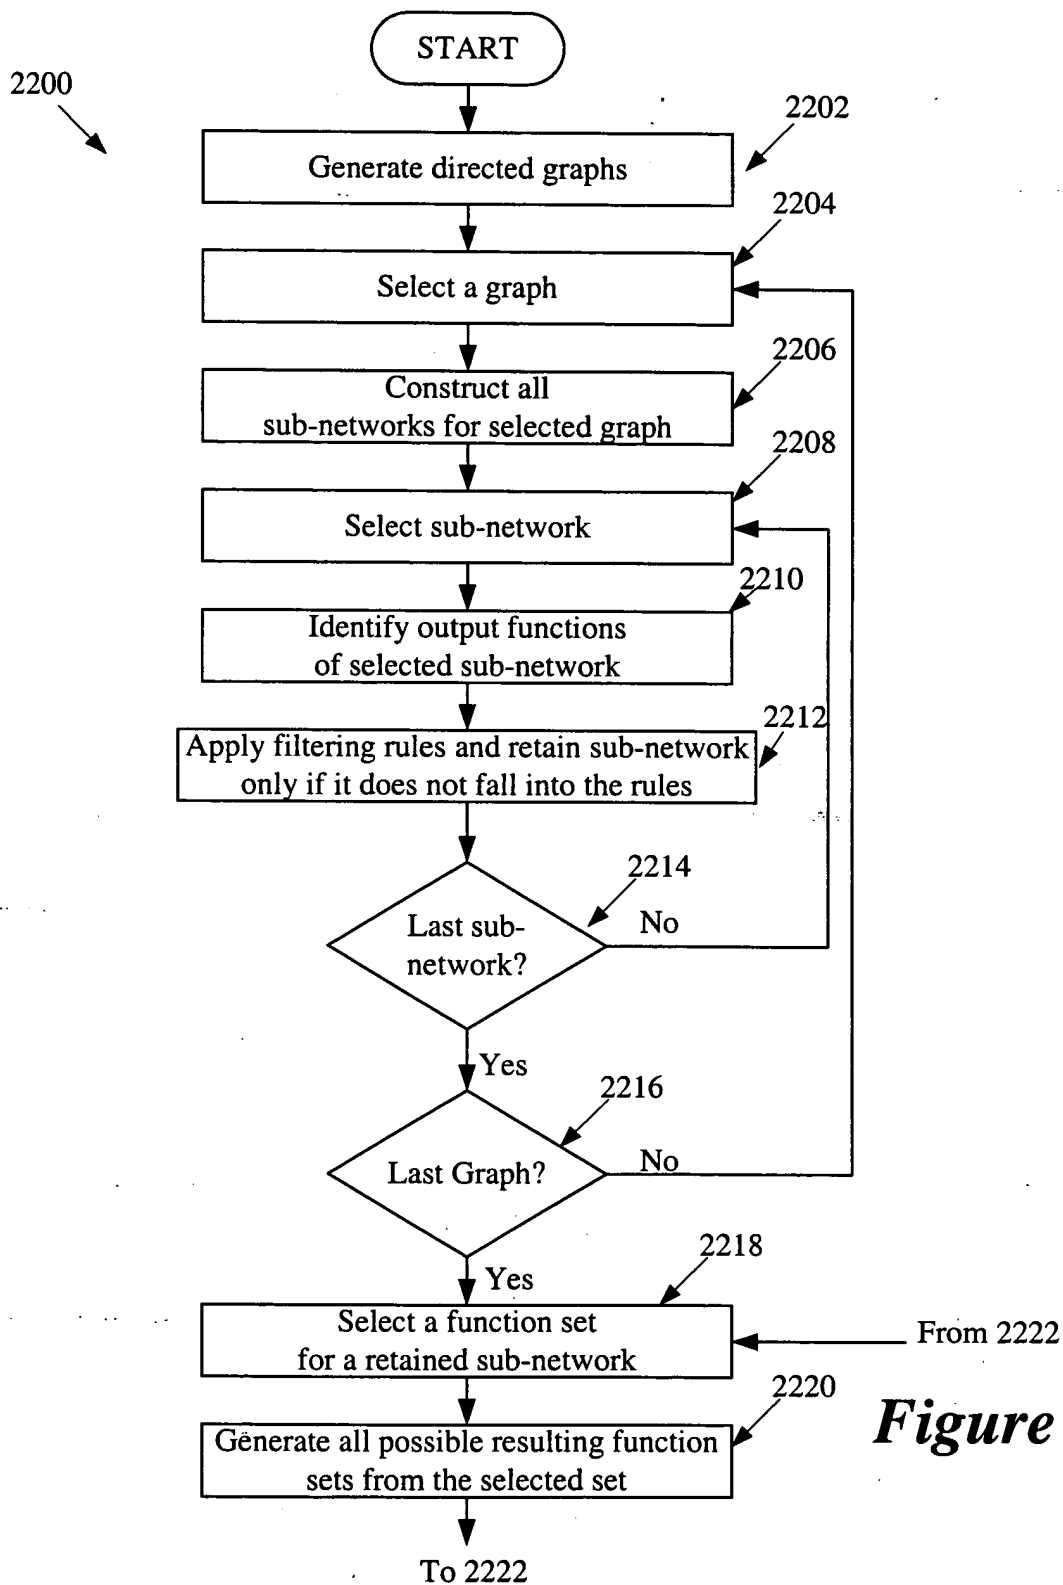 START
2200
2202
Generate directed graphs
2204
Select a graph
2206
Construct all
sub-networks for selected graph
2208
Select sub-network
2210
Identify output functions
of selected sub-network
2212
Apply filtering rules and retain sub-network
only if it does not fall into the rules
2214
Last sub-
network?
No
Yes
2216
Last Graph?
No
Yes
2218
Select a function set
for a retained sub-network
From 2222
2220
Generate all possible resulting function
sets from the selected set
Figure
To 2222